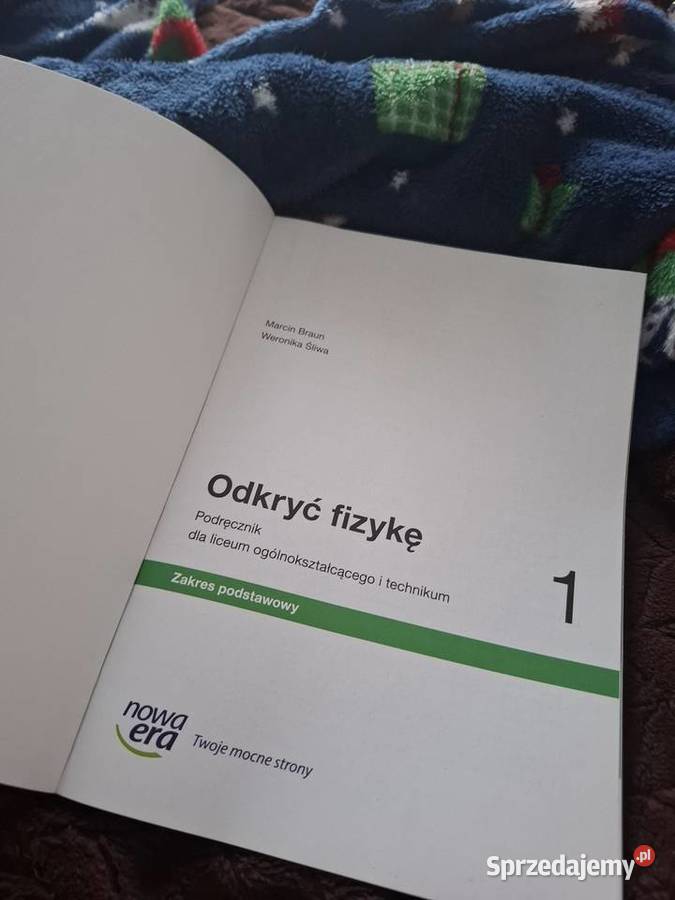 Marcin Braun
Weronika Śliwa
Odkryć fizykę
Podręcznik
dla liceum ogólnokształcącego i technikum
1
Zakres podstawowy
nowa
era
Twoje mocne strony
Sprzedajemy.pl